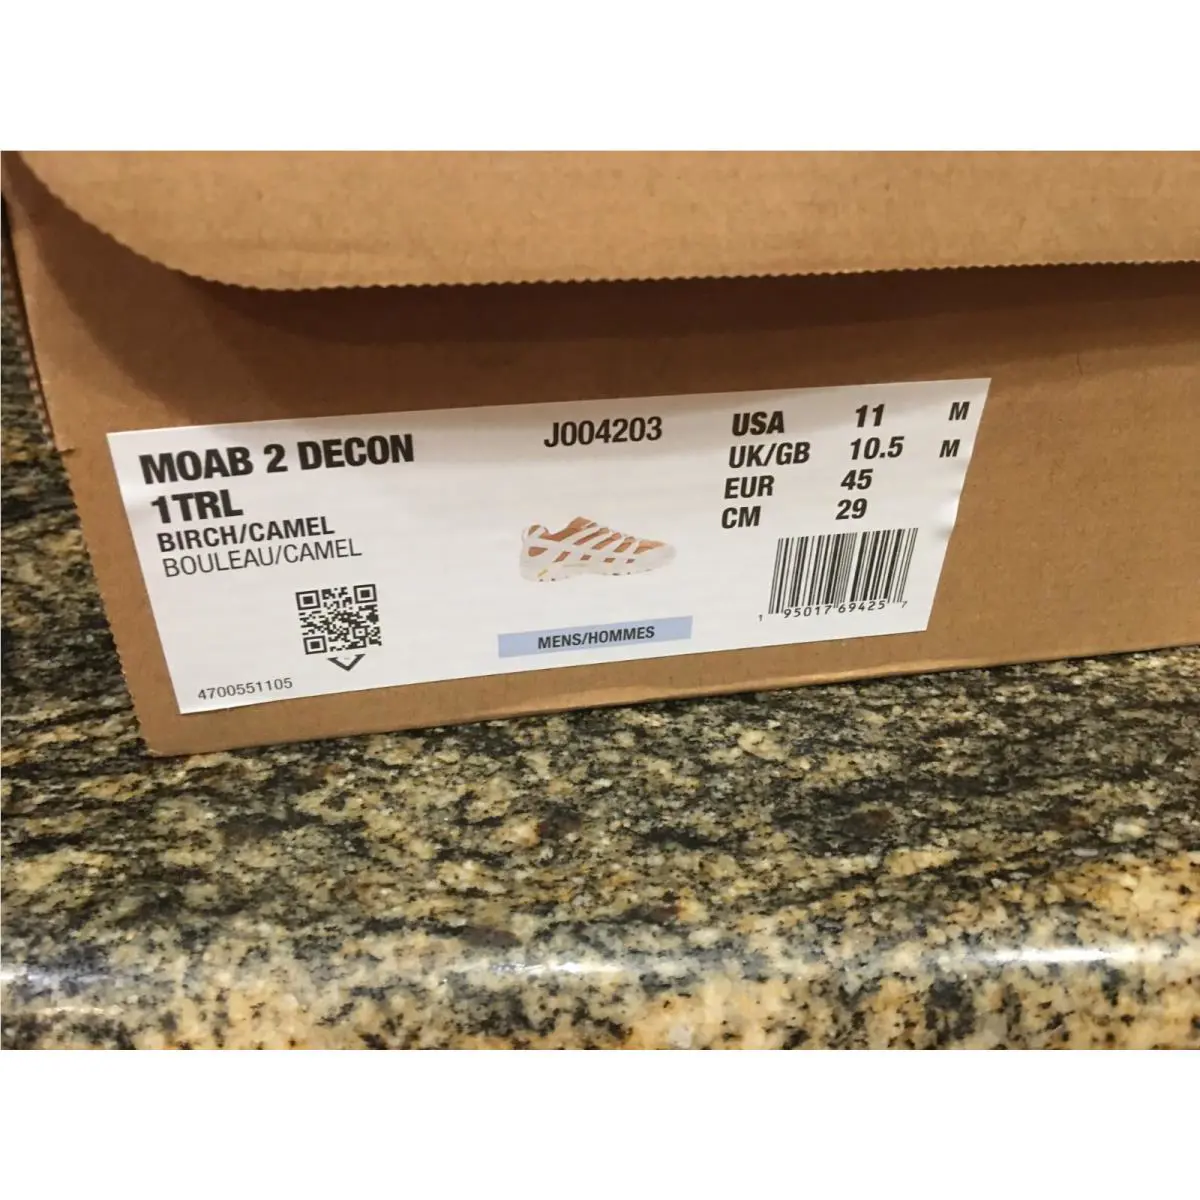 MOAB 2 DECON
1TRL
BIRCH/CAMEL
BOULEAU/CAMEL
4700551105
J004203
MENS/HOMMES
USA 11 M
UK/GB 10.5 M
EUR 45
CM 29
1 95017 69425 7